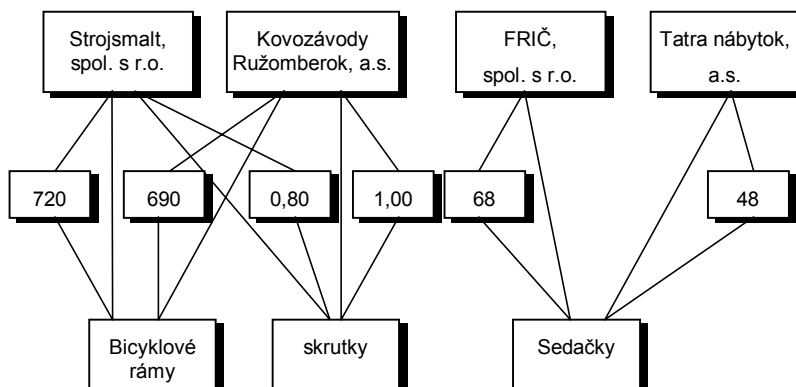 Strojsmalt,
spol. s r.o.
Kovozávody
Ružomberok, a.s.
FRIČ,
spol. s r.o.
Tatra nábytok,
a.s.
720
690
0,80
1,00
68
48
Bicyklové
rámy
skrutky
Sedačky